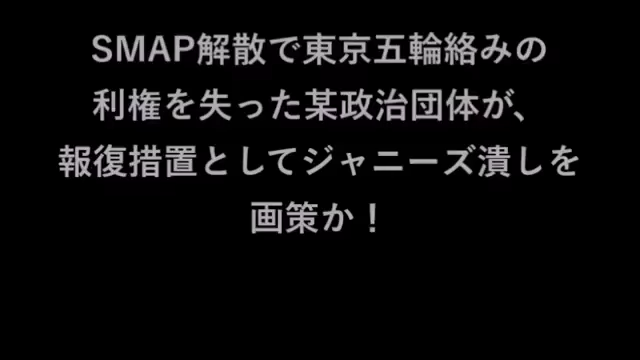 SMAP解散で東京五輪絡みの
利権を失った某政治団体が、
報復措置としてジャニーズ潰しを
画策か！